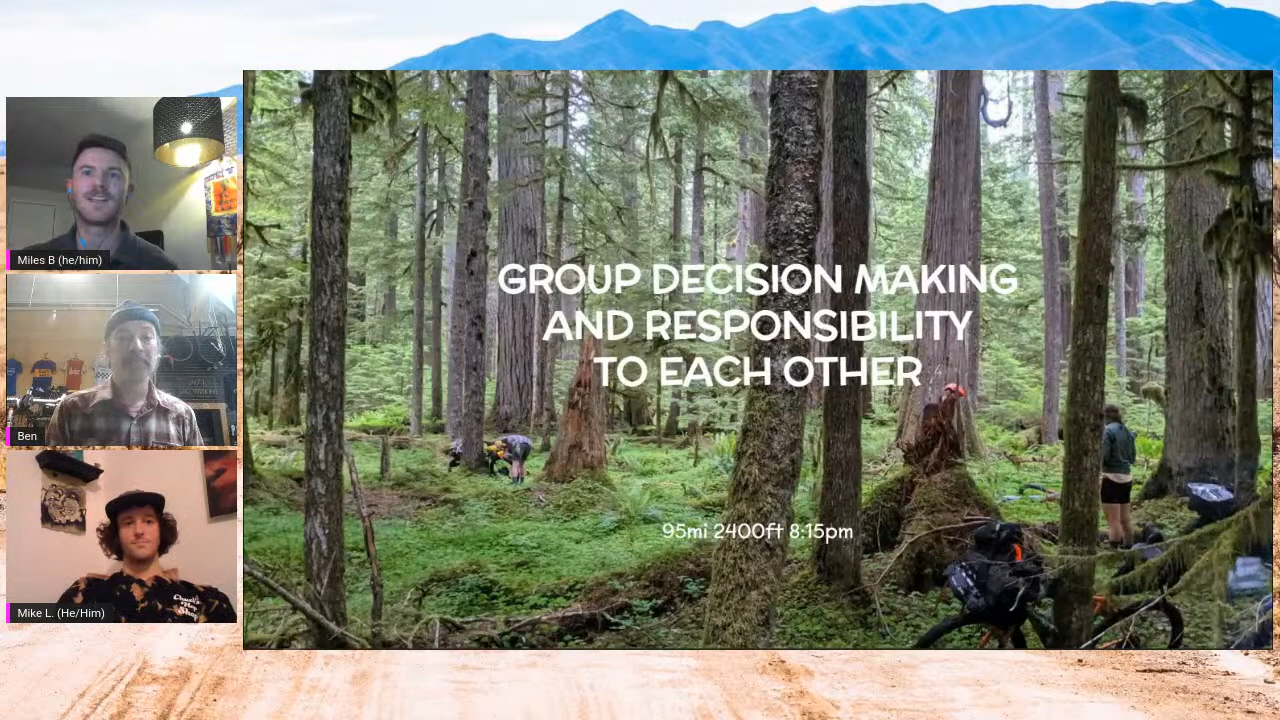 Miles B (he/him)
Ben
Mike L. (He/Him)
GROUP DECISION MAKING
AND RESPONSIBILITY
TO EACH OTHER
95mi 2400ft 8:15pm